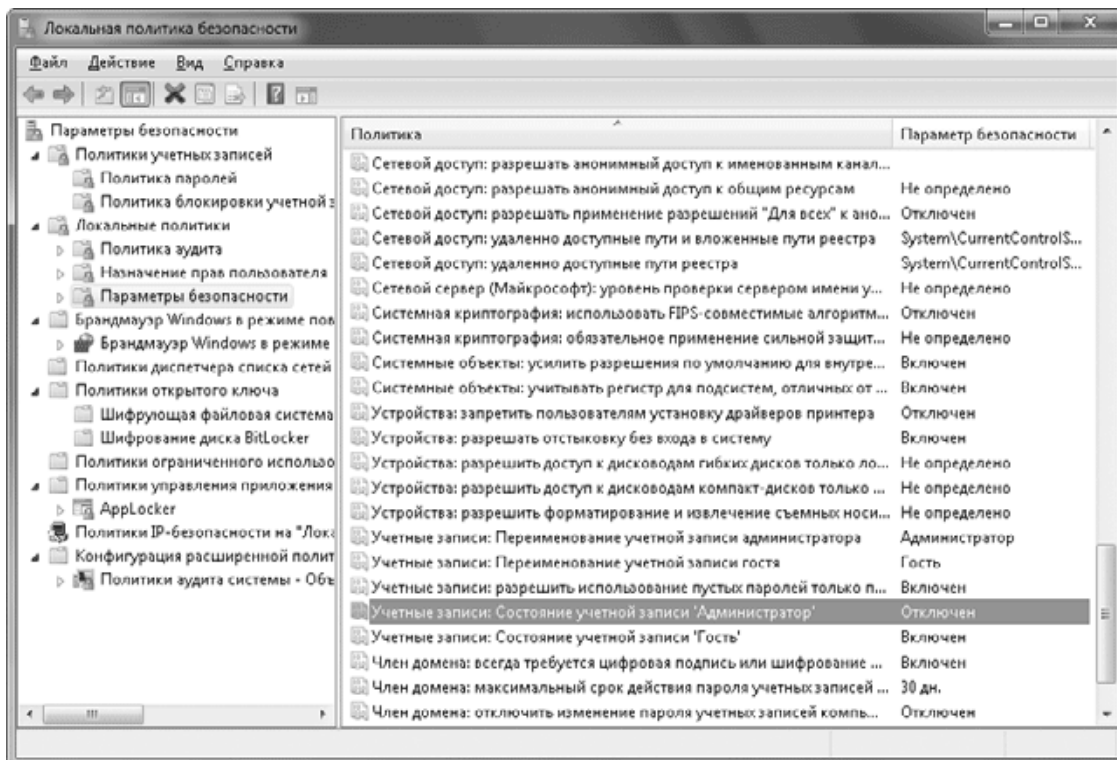 Локальная политика безопасности
Файл Действие Вид Справка
Параметры безопасности
Политики учетных записей
Политика паролей
Политика блокировки учетной з
Локальные политики
Политика аудита
Назначение прав пользователя
Параметры безопасности
Брандмауэр Windows в режиме пов
Брандмауэр Windows в режиме
Политики диспетчера списка сетей
Политики открытого ключа
Шифрующая файловая система
Шифрование диска BitLocker
Политики ограниченного использо
Политики управления приложения
AppLocker
Политики IP-безопасности на "Лока
Конфигурация расширенной полит
Политики аудита системы - Объ
Политика Параметр безопасности
Сетевой доступ: разрешать анонимный доступ к именованным канал...
Сетевой доступ: разрешать анонимный доступ к общим ресурсам Не определено
Сетевой доступ: разрешать применение разрешений "Для всех" к ано... Отключен
Сетевой доступ: удаленно доступные пути и вложенные пути реестра System\CurrentControlS...
Сетевой доступ: удаленно доступные пути реестра System\CurrentControlS...
Сетевой сервер (Майкрософт): уровень проверки сервером имени у... Не определено
Системная криптография: использовать FIPS-совместимые алгоритм... Отключен
Системная криптография: обязательное применение сильной защит... Не определено
Системные объекты: усилить разрешения по умолчанию для внутре... Включен
Системные объекты: учитывать регистр для подсистем, отличных от ... Включен
Устройства: запретить пользователям установку драйверов принтера Отключен
Устройства: разрешать отстыковку без входа в систему Включен
Устройства: разрешить доступ к дисководам гибких дисков только ло... Не определено
Устройства: разрешить доступ к дисководам компакт-дисков только ... Не определено
Устройства: разрешить форматирование и извлечение съемных носи... Не определено
Учетные записи: Переименование учетной записи администратора Администратор
Учетные записи: Переименование учетной записи гостя Гость
Учетные записи: разрешить использование пустых паролей только п... Включен
Учетные записи: Состояние учетной записи 'Администратор' Отключен
Учетные записи: Состояние учетной записи 'Гость' Включен
Член домена: всегда требуется цифровая подпись или шифрование ... Включен
Член домена: максимальный срок действия пароля учетных записей ... 30 дн.
Член домена: отключить изменение пароля учетных записей компь... Отключен